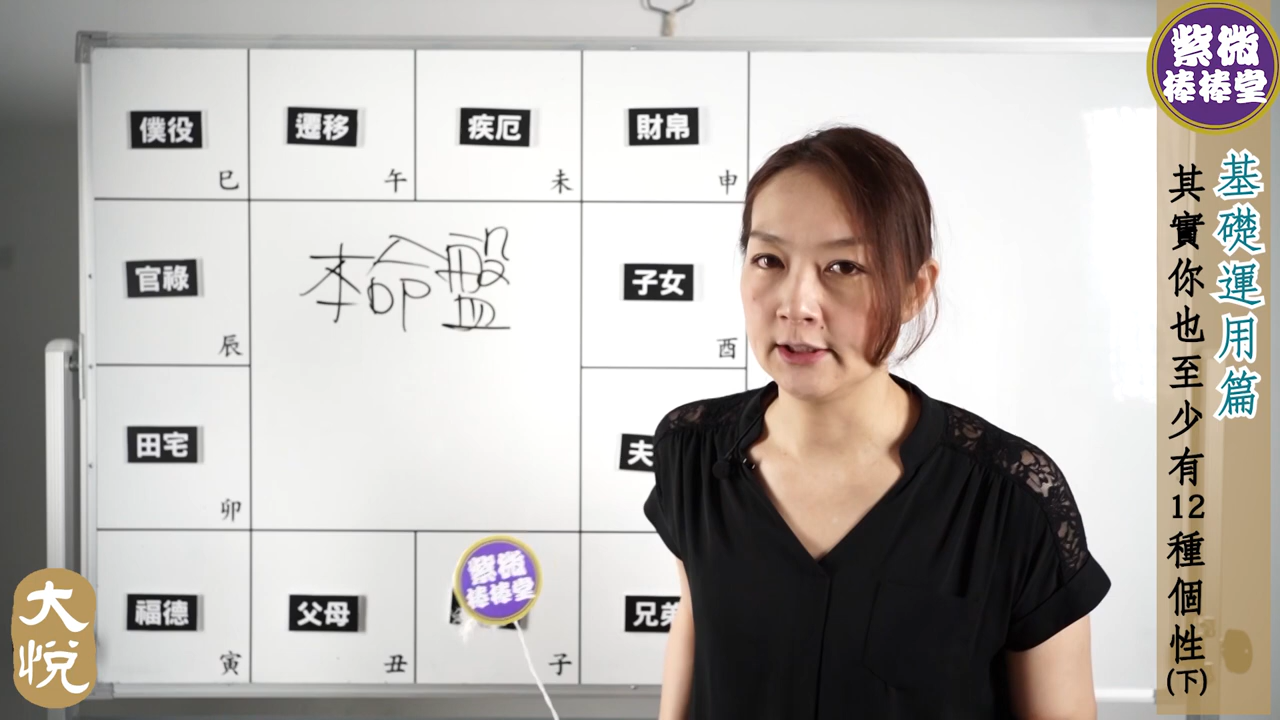 紫微
棒棒堂
基礎運用篇
其實你也至少有12種個性(下)
僕役
巳
遷移
午
疾厄
未
財帛
申
官祿
辰
本命盤
子女
酉
田宅
卯
夫
福德
寅
父母
丑
紫微
棒棒堂
子
兄弟
大悅